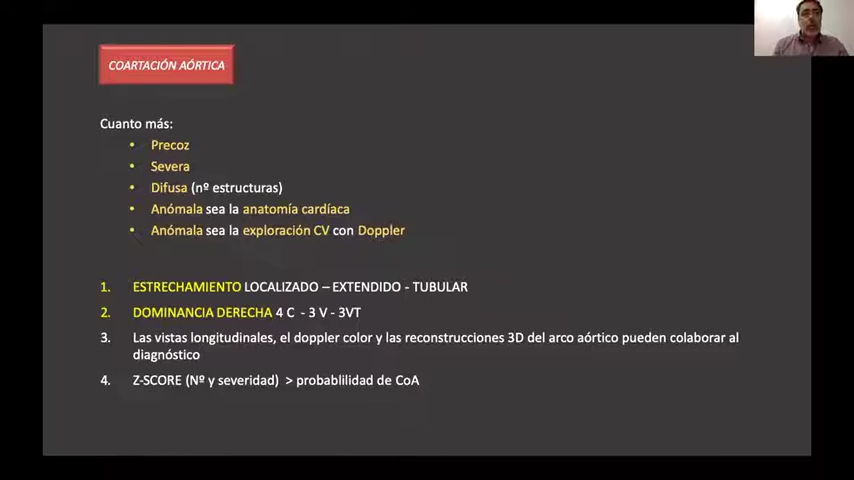 COARTACIÓN AÓRTICA
Cuanto más:
• Precoz
• Severa
• Difusa (nº estructuras)
• Anómala sea la anatomía cardíaca
• Anómala sea la exploración CV con Doppler
1. ESTRECHAMIENTO LOCALIZADO – EXTENDIDO - TUBULAR
2. DOMINANCIA DERECHA 4 C - 3 V - 3VT
3. Las vistas longitudinales, el doppler color y las reconstrucciones 3D del arco aórtico pueden colaborar al
diagnóstico
4. Z-SCORE (Nº y severidad) > probablilidad de CoA